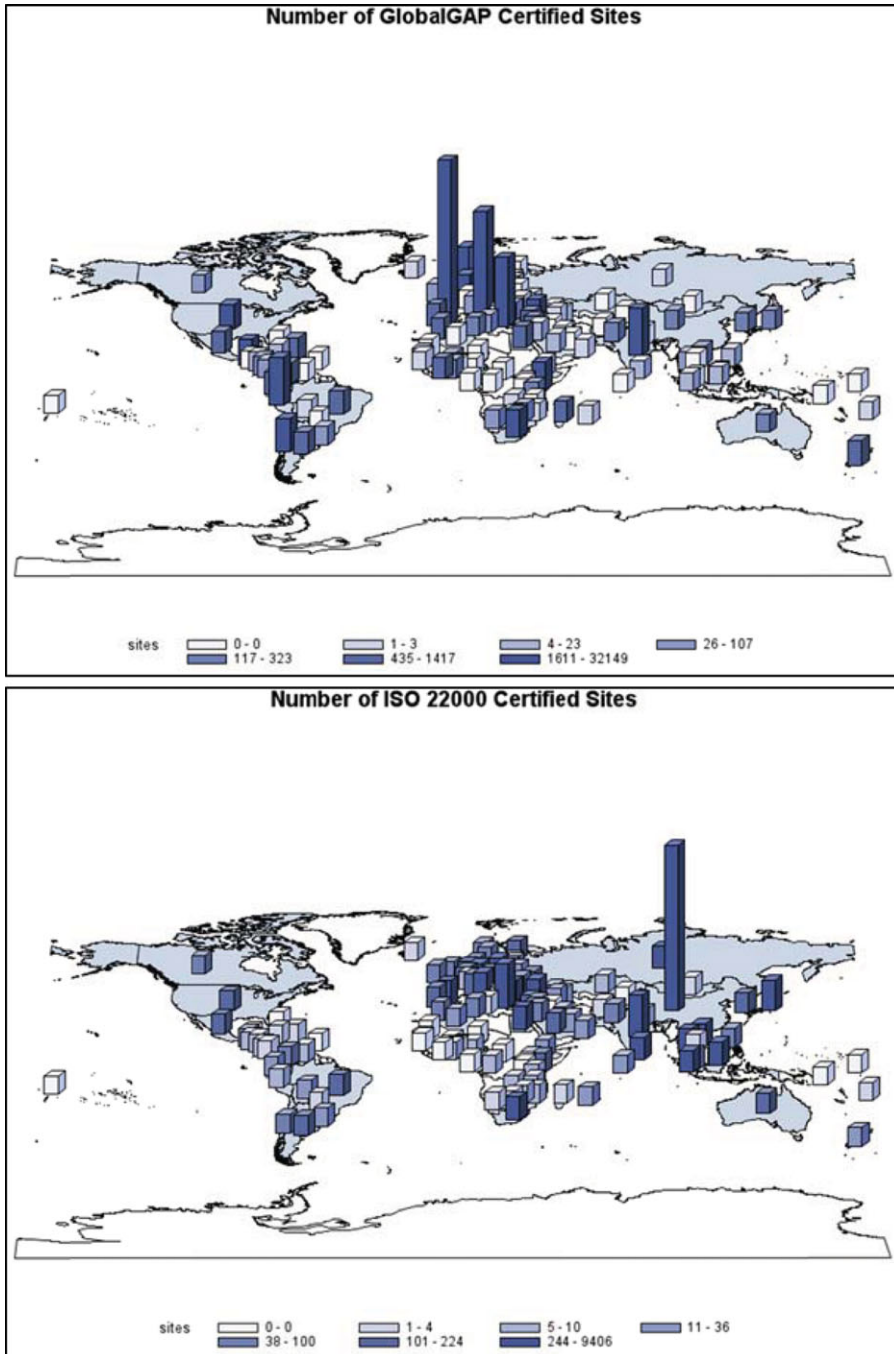 Number of GlobalGAP Certified Sites
sites 0 - 0 1 - 3 4 - 23 26 - 107
117 - 323 435 - 1417 1611 - 32149
Number of ISO 22000 Certified Sites
sites 0 - 0 1 - 4 5 - 10 11 - 36
38 - 100 101 - 224 244 - 9406